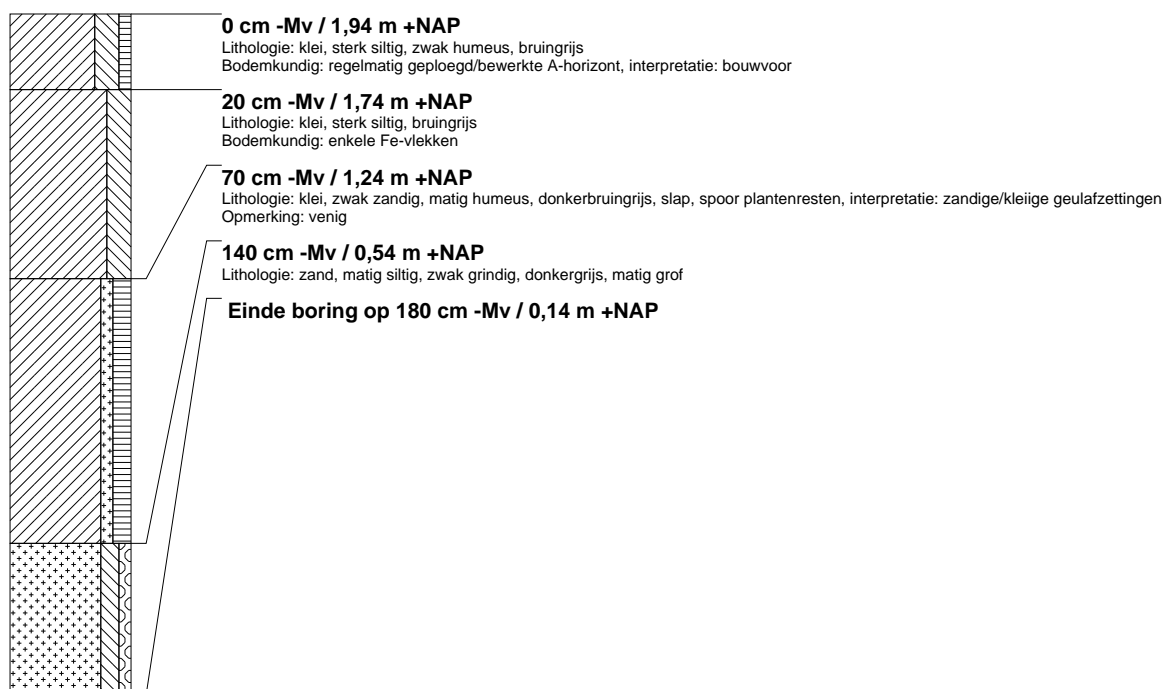 0 cm -Mv / 1,94 m +NAP
Lithologie: klei, sterk siltig, zwak humeus, bruingrijs
Bodemkundig: regelmatig geploegd/bewerkte A-horizont, interpretatie: bouwvoor
20 cm -Mv / 1,74 m +NAP
Lithologie: klei, sterk siltig, bruingrijs
Bodemkundig: enkele Fe-vlekken
70 cm -Mv / 1,24 m +NAP
Lithologie: klei, zwak zandig, matig humeus, donkerbruingrijs, slap, spoor plantenresten, interpretatie: zandige/kleiige geulafzettingen
Opmerking: venig
140 cm -Mv / 0,54 m +NAP
Lithologie: zand, matig siltig, zwak grindig, donkergrijs, matig grof
Einde boring op 180 cm -Mv / 0,14 m +NAP